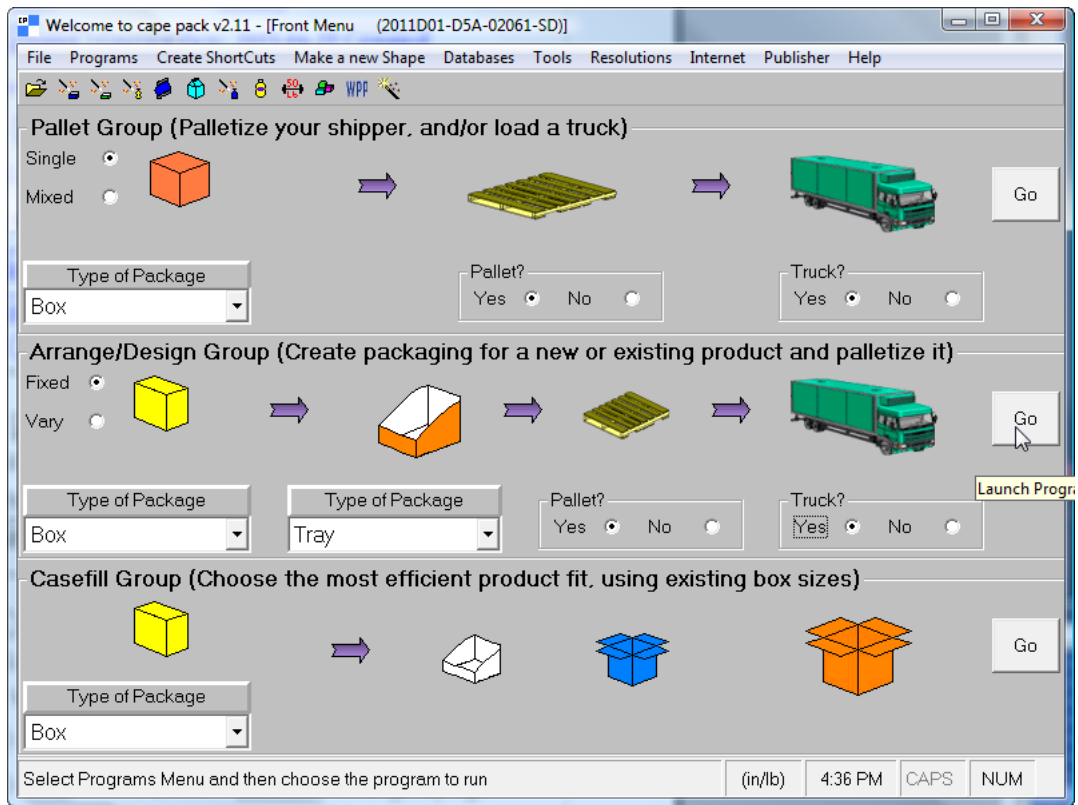 CP Welcome to cape pack v2.11 - [Front Menu (2011D01-D5A-02061-SD)]
File Programs Create ShortCuts Make a new Shape Databases Tools Resolutions Internet Publisher Help
50 LB WPP
Pallet Group (Palletize your shipper, and/or load a truck)
Single
Mixed
Go
Type of Package
Box
Pallet?
Yes No
Truck?
Yes No
Arrange/Design Group (Create packaging for a new or existing product and palletize it)
Fixed
Vary
Go
Launch Progra
Type of Package
Box
Type of Package
Tray
Pallet?
Yes No
Truck?
Yes No
Casefill Group (Choose the most efficient product fit, using existing box sizes)
Go
Type of Package
Box
Select Programs Menu and then choose the program to run (in/lb) 4:36 PM CAPS NUM